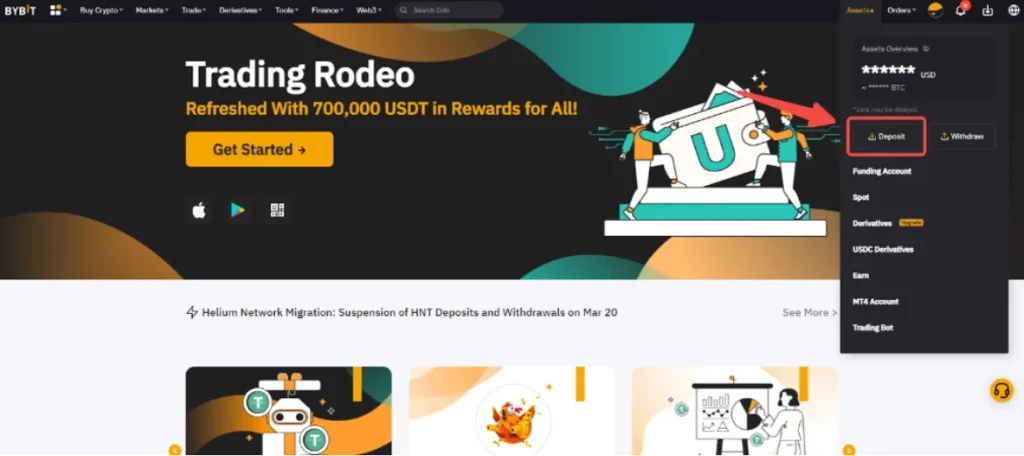 BYBIT
Buy Crypto
Markets
Trade
Derivatives
Tools
Finance
Web3
Search Coin
Assets
Orders
Trading Rodeo
Refreshed With 700,000 USDT in Rewards for All!
Get Started →
Assets Overview
****** USD
≈ ****** BTC
*Data may be delayed.
Deposit
Withdraw
Funding Account
Spot
Derivatives Upgrade
USDC Derivatives
Earn
MT4 Account
Trading Bot
U
Helium Network Migration: Suspension of HNT Deposits and Withdrawals on Mar 20
See More >